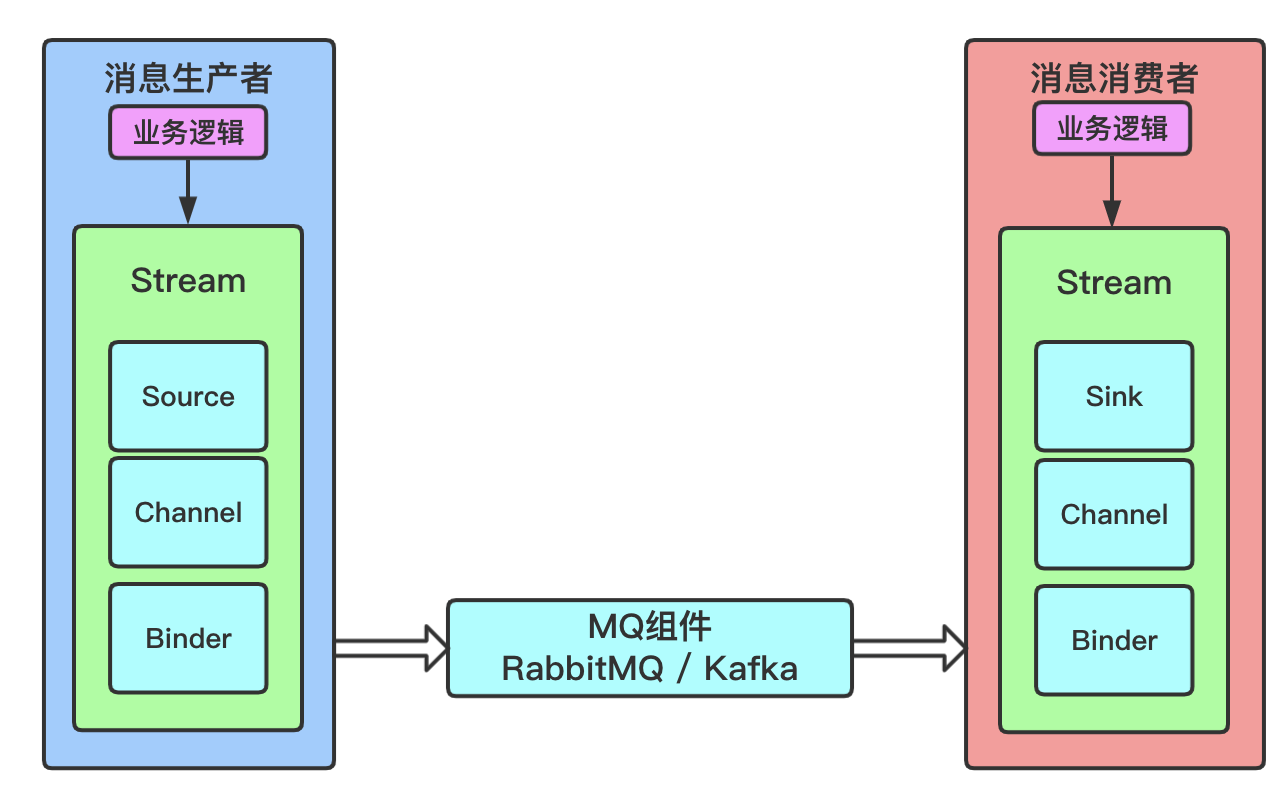 消息生产者
业务逻辑
Stream
Source
Channel
Binder
MQ组件
RabbitMQ / Kafka
消息消费者
业务逻辑
Stream
Sink
Channel
Binder